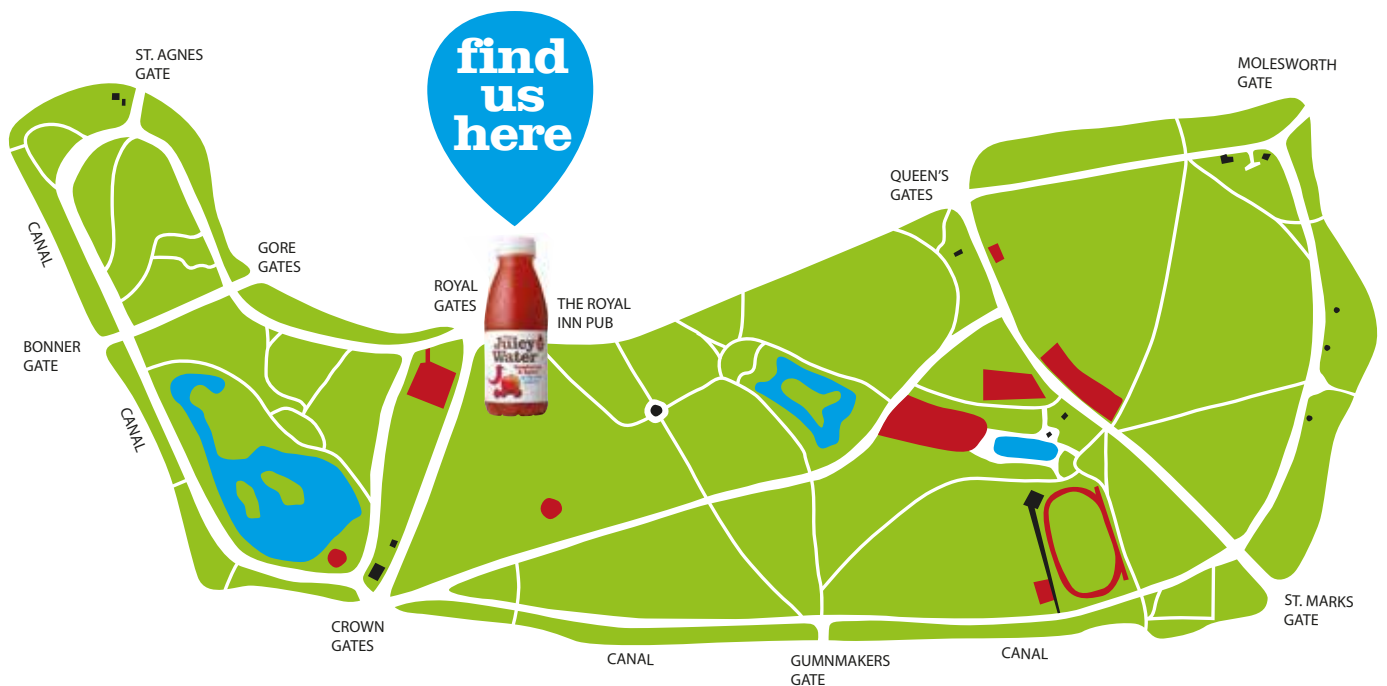 ST. AGNES
GATE
find
us
here
MOLESWORTH
GATE
QUEEN'S
GATES
CANAL
GORE
GATES
ROYAL
GATES
THE ROYAL
INN PUB
Juicy
Water
BONNER
GATE
CANAL
CROWN
GATES
CANAL
GUMNMAKERS
GATE
CANAL
ST. MARKS
GATE